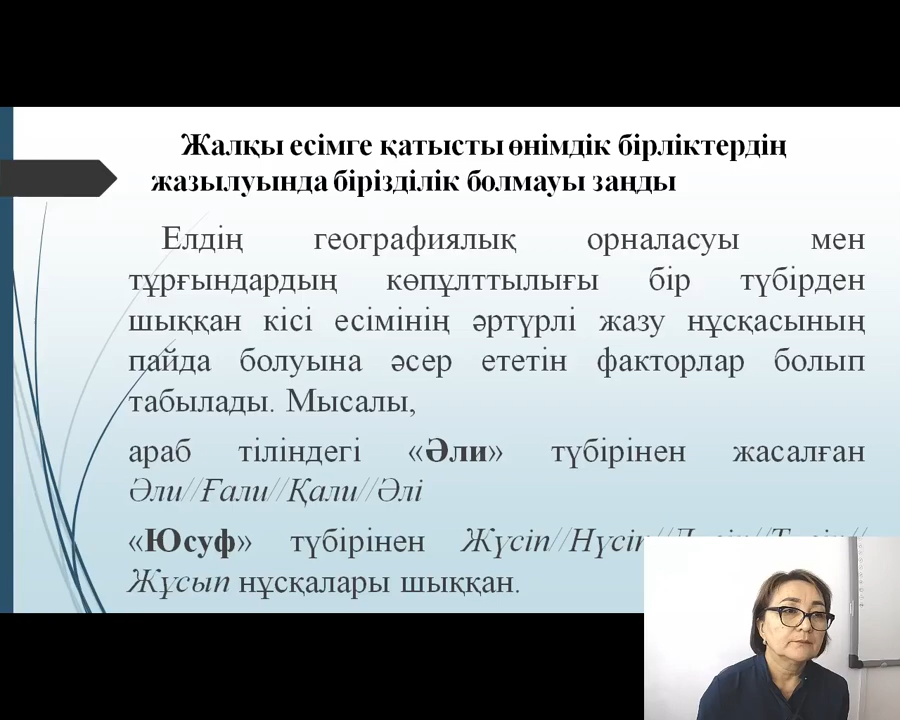 Жалқы есімге қатысты өнімдік бірліктердің
жазылуында бірізділік болмауы заңды
Елдің географиялық орналасуы мен
тұрғындардың көпұлттылығы бір түбірден
шыққан кісі есімінің әртүрлі жазу нұсқасының
пайда болуына әсер ететін факторлар болып
табылады. Мысалы,
араб тіліндегі «Әли» түбірінен жасалған
Әли//Ғали//Қали//Әлі
«Юсуф» түбірінен Жүсіп//Нүсіп//
Жұсып нұсқалары шыққан.